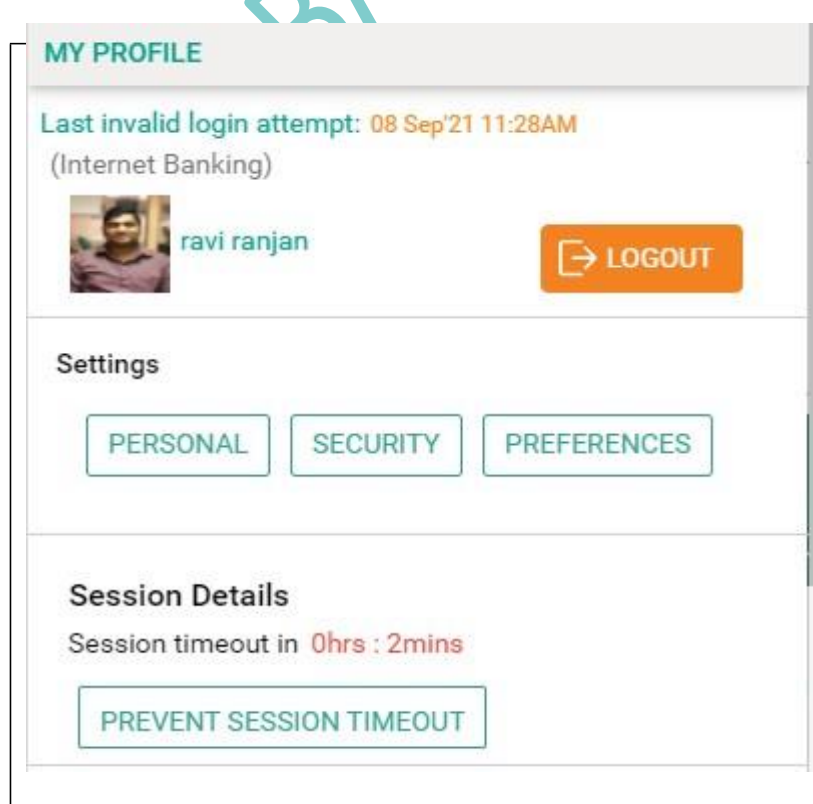 MY PROFILE
Last invalid login attempt: 08 Sep'21 11:28AM
(Internet Banking)
ravi ranjan
LOGOUT
Settings
PERSONAL SECURITY PREFERENCES
Session Details
Session timeout in 0hrs : 2mins
PREVENT SESSION TIMEOUT